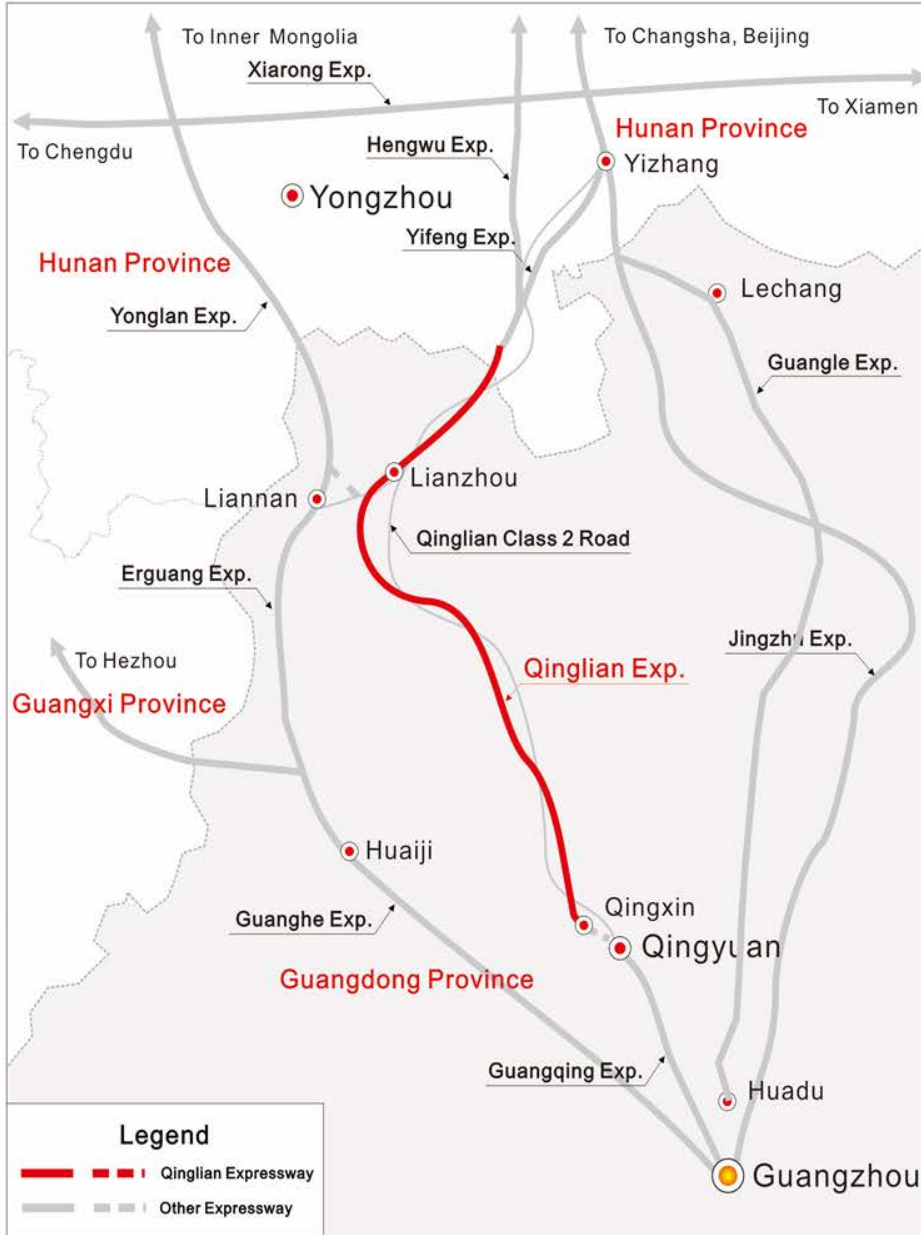 To Inner Mongolia
To Changsha, Beijing
Xiarong Exp.
To Xiamen
To Chengdu
Hunan Province
Hengwu Exp.
Yizhang
Yongzhou
Yifeng Exp.
Hunan Province
Lechang
Yonglan Exp.
Guangle Exp.
Lianzhou
Liannan
Qinglian Class 2 Road
Erguang Exp.
Jingzhu Exp.
To Hezhou
Qinglian Exp.
Guangxi Province
Huaiji
Qingxin
Guanghe Exp.
Qingyuan
Guangdong Province
Guangqing Exp.
Huadu
Legend
Qinglian Expressway
Guangzhou
Other Expressway